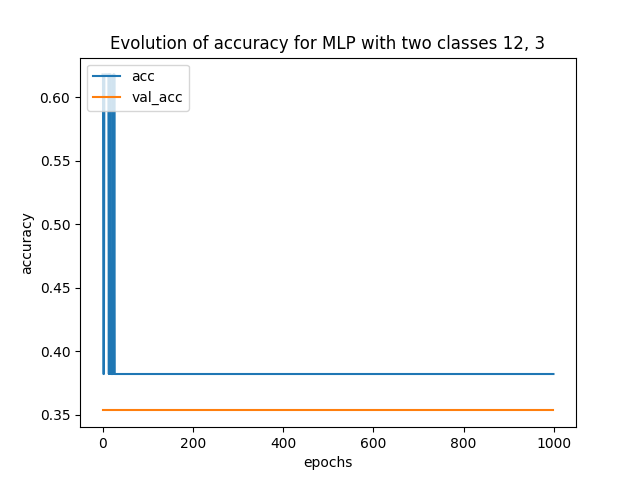 Evolution of accuracy for MLP with two classes 12, 3
acc
val_acc
0.60
0.55
0.50
0.45
0.40
0.35
accuracy
0 200 400 600 800 1000
epochs